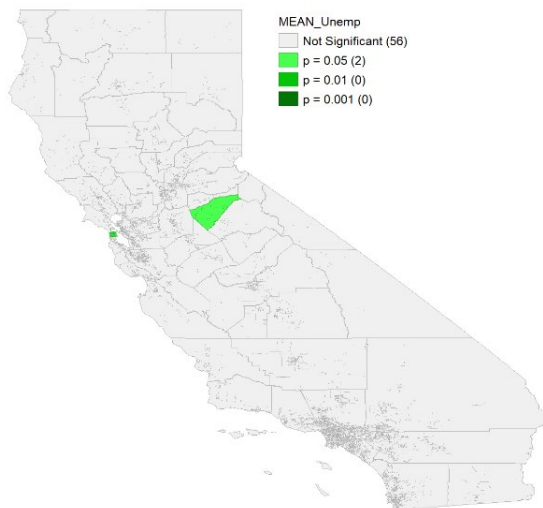 MEAN_Unemp
Not Significant (56)
p = 0.05 (2)
p = 0.01 (0)
p = 0.001 (0)